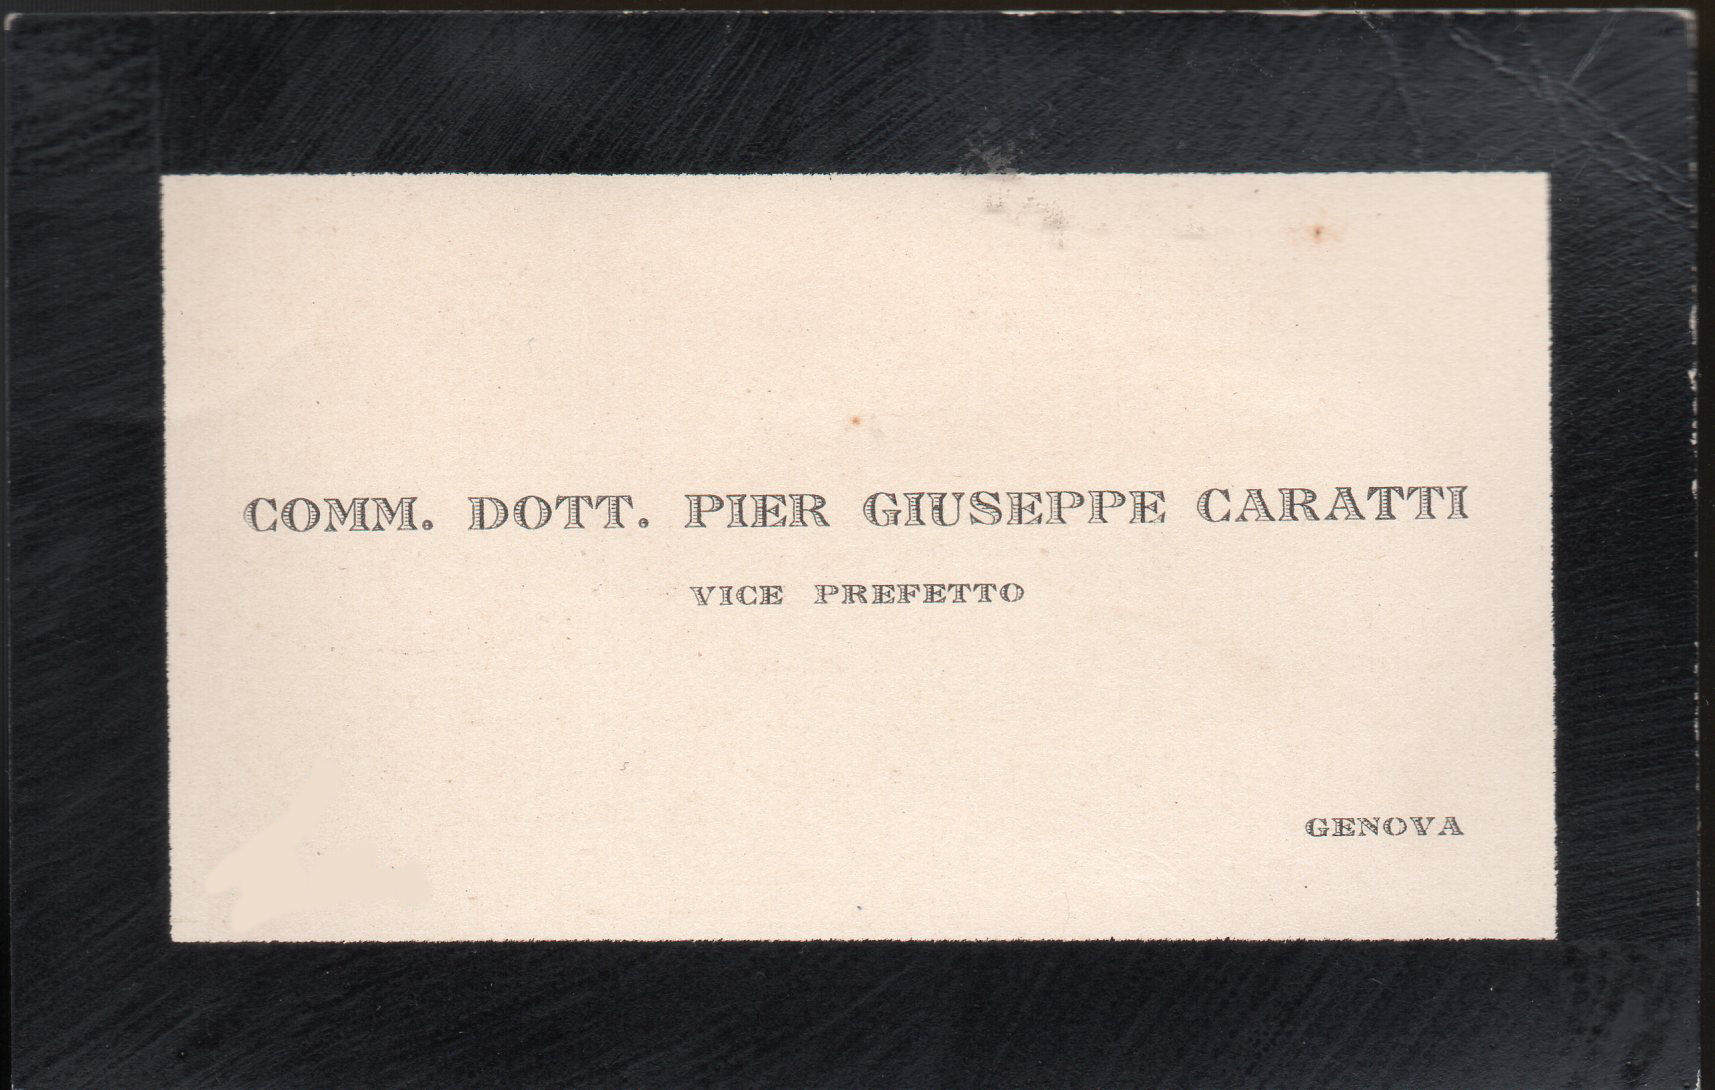 COMM. DOTT. PIER GIUSEPPE CARATTI
VICE PREFETTO
GENOVA